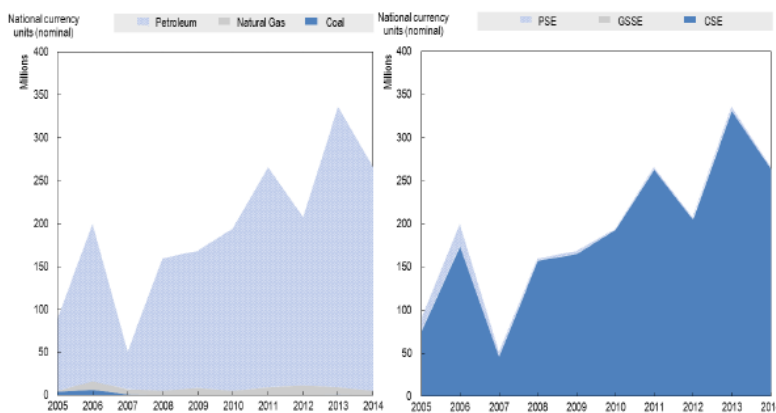 National currency
units (nominal)
Petroleum Natural Gas Coal
Millions
400
350
300
250
200
150
100
50
0
2005 2006 2007 2008 2009 2010 2011 2012 2013 2014
National currency
units (nominal)
PSE GSSE CSE
Millions
400
350
300
250
200
150
100
50
0
2005 2006 2007 2008 2009 2010 2011 2012 2013 201